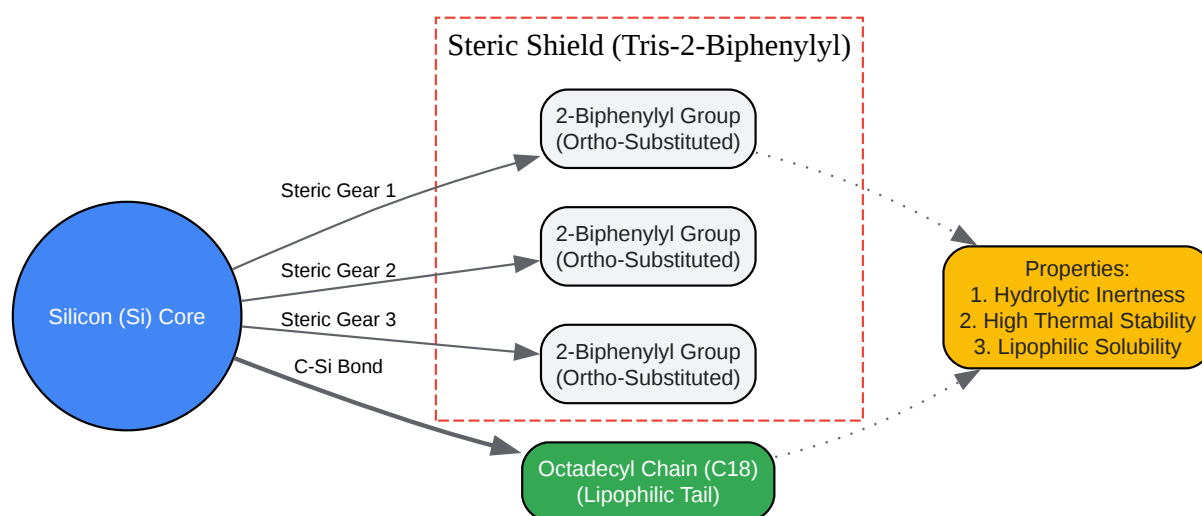 Steric Shield (Tris-2-Biphenylyl)
2-Biphenylyl Group
(Ortho-Substituted)
Steric Gear 1
2-Biphenylyl Group
(Ortho-Substituted)
Steric Gear 2
Silicon (Si) Core
Steric Gear 3
2-Biphenylyl Group
(Ortho-Substituted)
C-Si Bond
Octadecyl Chain (C18)
(Lipophilic Tail)
Properties:
1. Hydrolytic Inertness
2. High Thermal Stability
3. Lipophilic Solubility